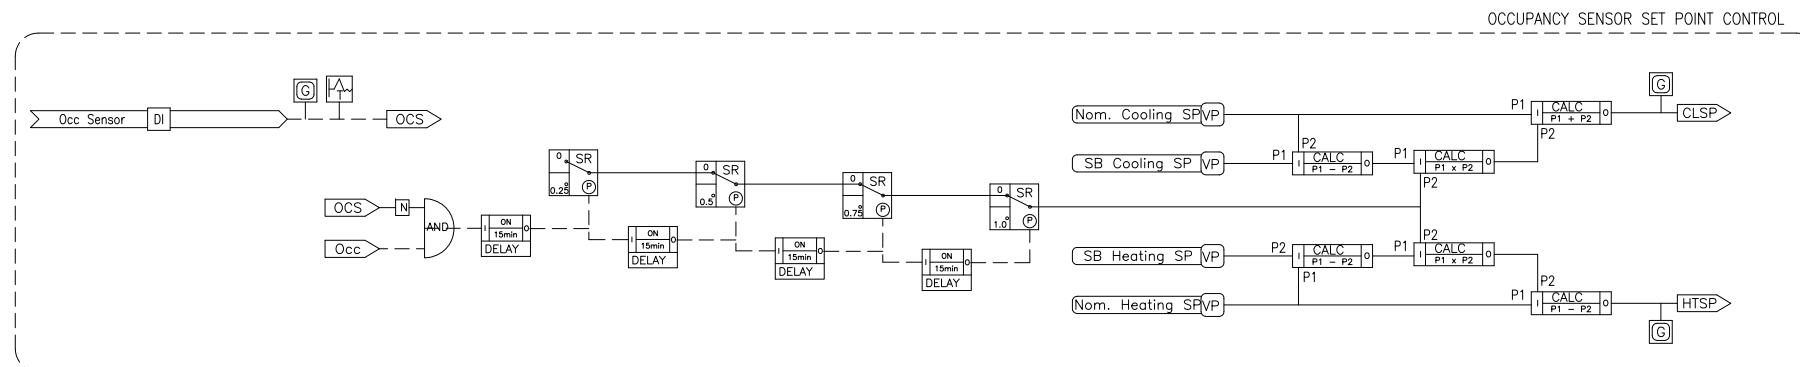 OCCUPANCY SENSOR SET POINT CONTROL
G
Occ Sensor DI
OCS
OCS N
Occ
AND
I ON O
15min
DELAY
0 SR
0.25 P
I ON O
15min
DELAY
0 SR
0.5 P
I ON O
15min
DELAY
0 SR
0.75 P
I ON O
15min
DELAY
0 SR
1.0 P
Nom. Cooling SP VP
SB Cooling SP VP
P2
P1 I CALC O
P1 - P2
P1 I CALC O
P1 x P2
P2
P1 I CALC O
P1 + P2
P2
G
CLSP
SB Heating SP VP
Nom. Heating SP VP
P2 I CALC O
P1 - P2
P1
P2
P1 I CALC O
P1 x P2
P2
P1 I CALC O
P1 - P2
HTSP
G